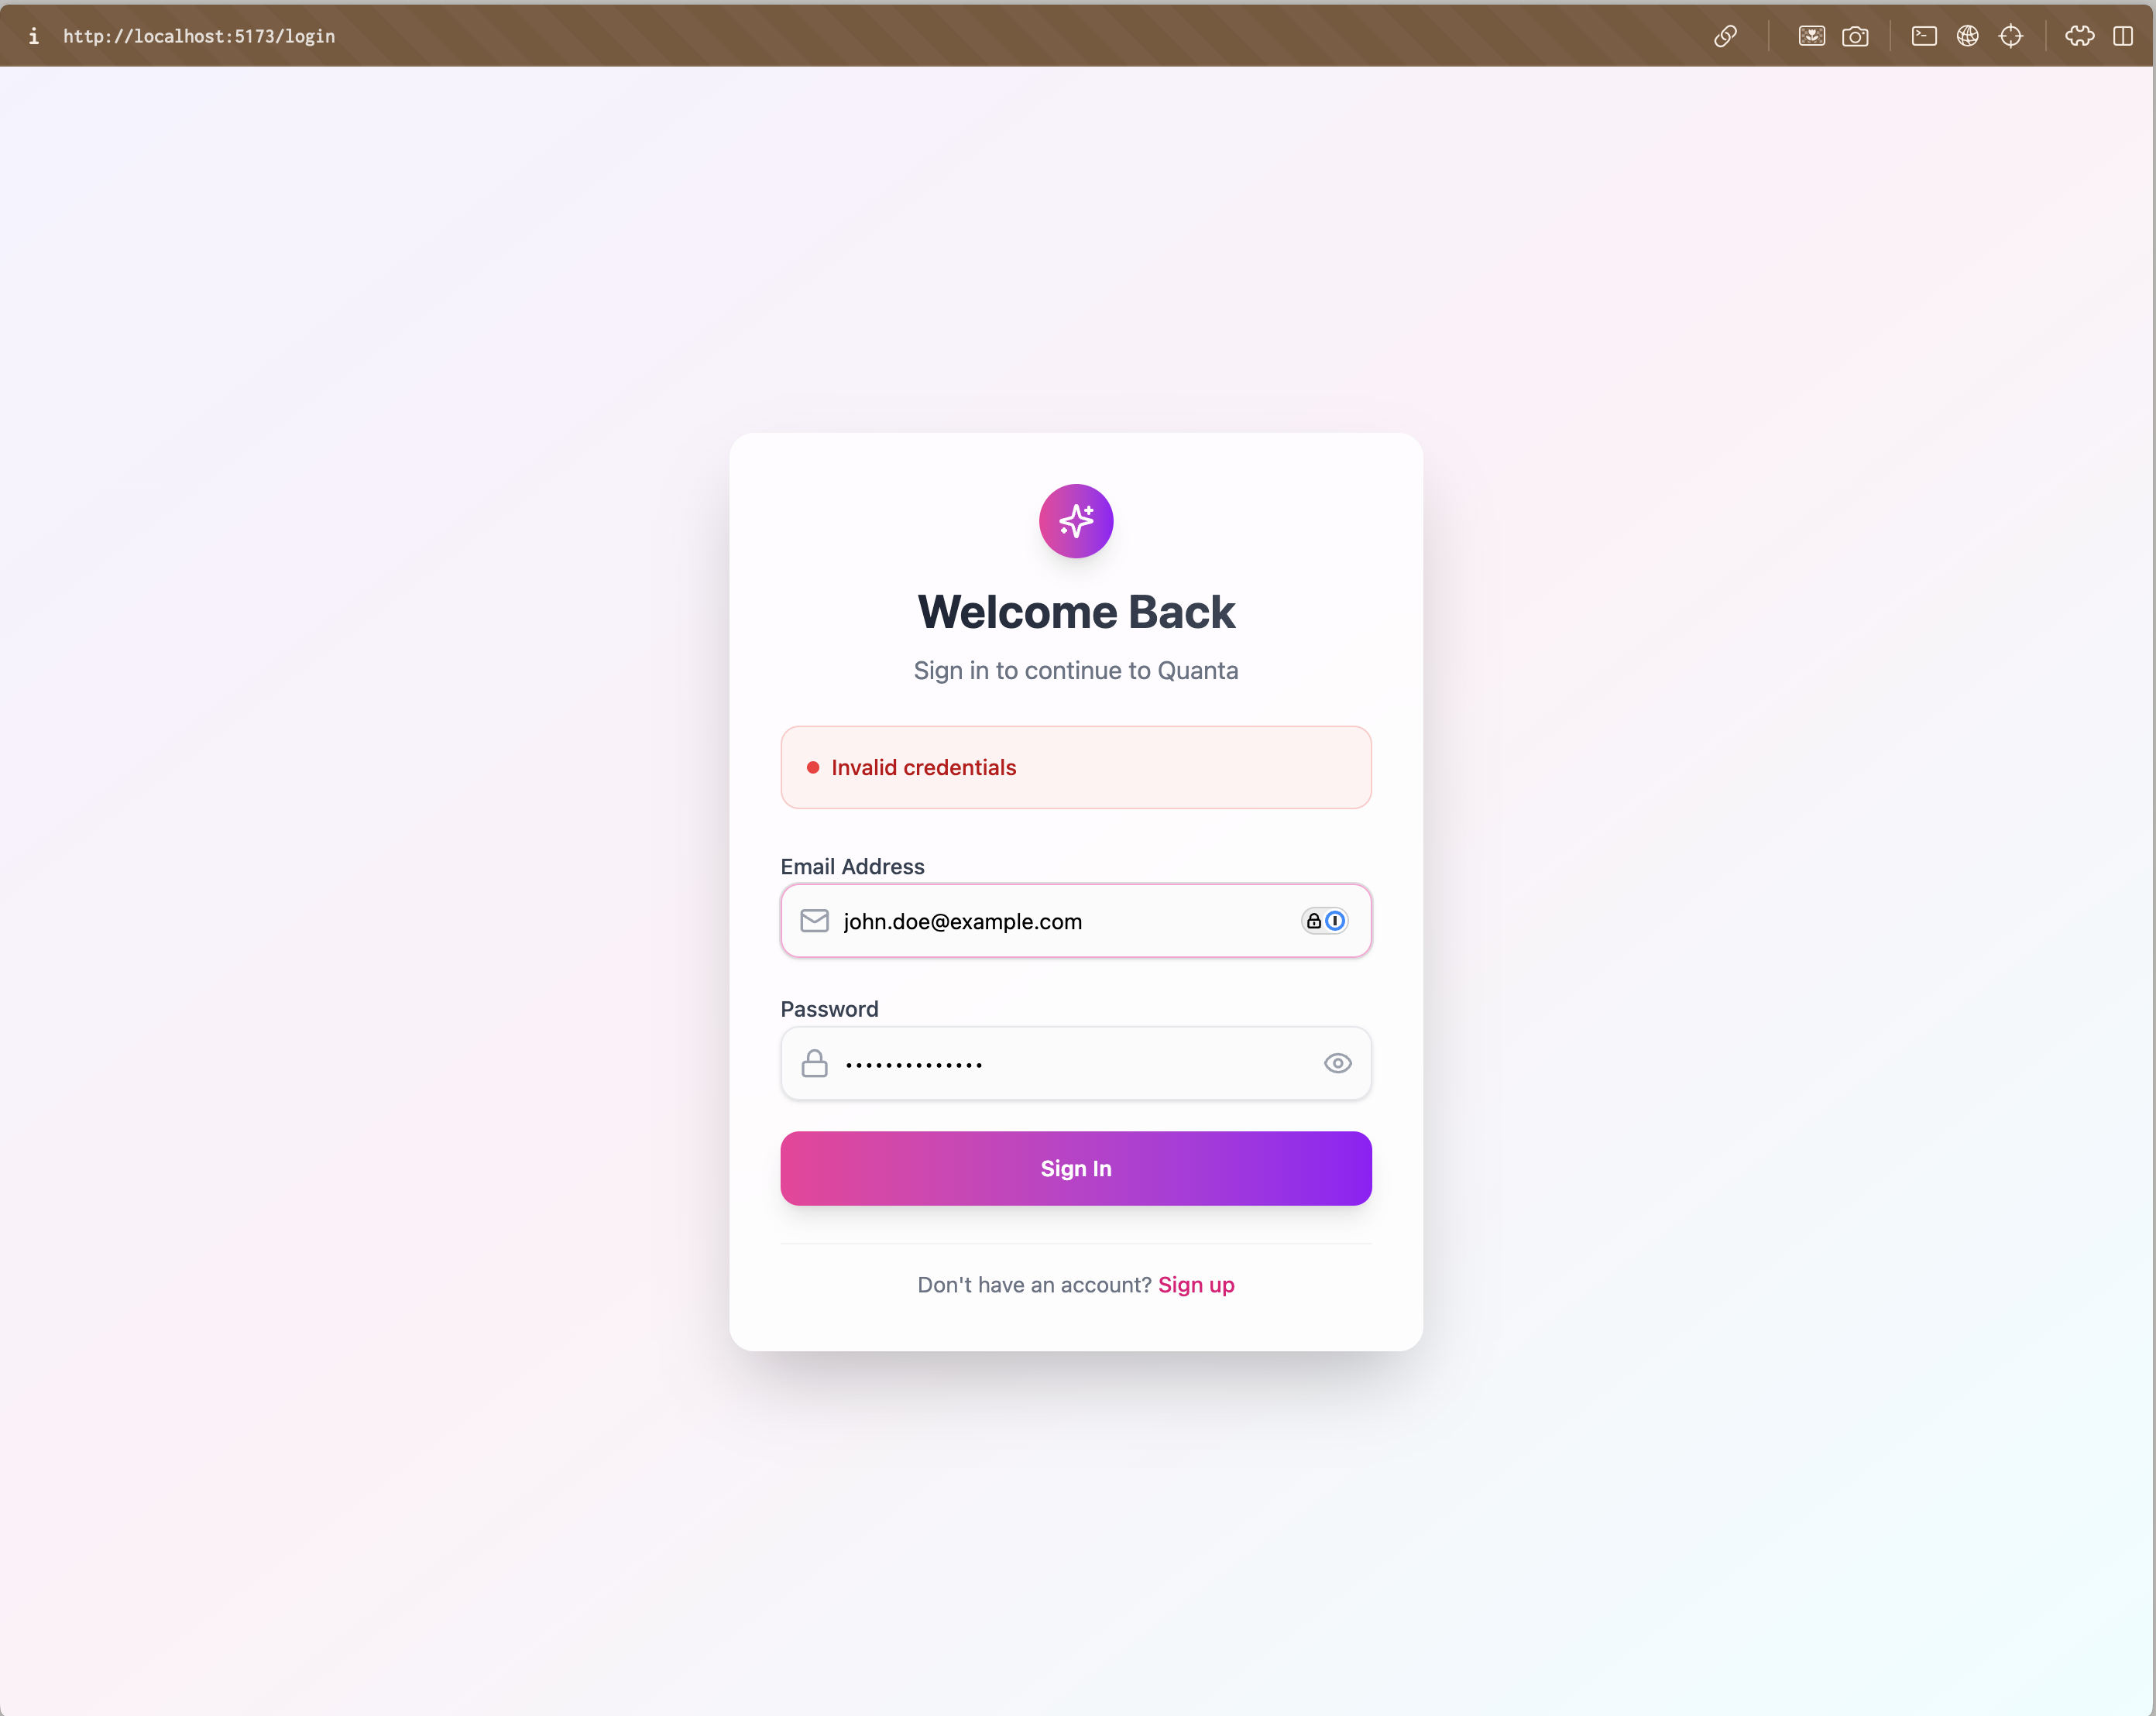 http://localhost:5173/login
Welcome Back
Sign in to continue to Quanta
Invalid credentials
Email Address
john.doe@example.com
Password
••••••••••••••
Sign In
Don't have an account? Sign up